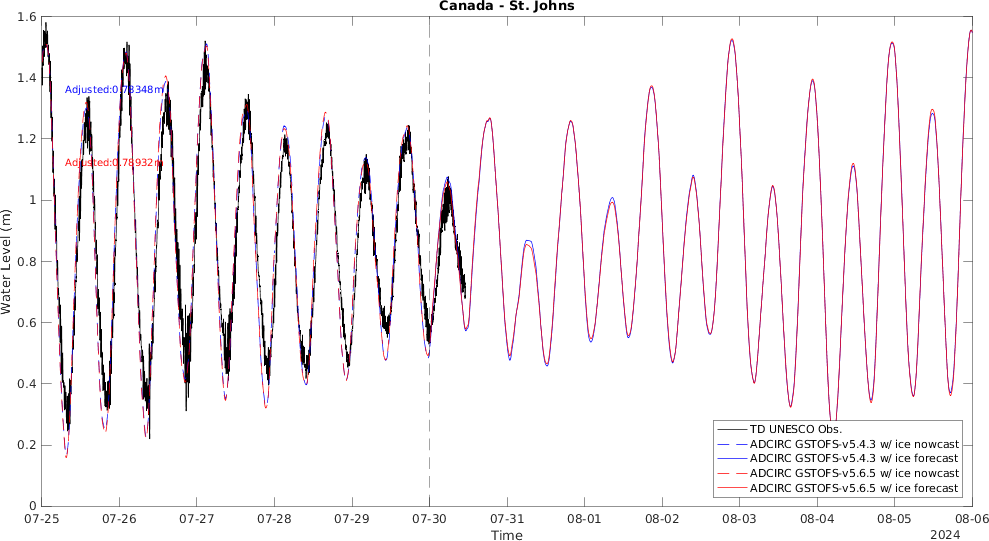 Canada - St. Johns
1.6
1.4
1.2
1
0.8
0.6
0.4
0.2
0
Water Level (m)
Adjusted:0.78348m
Adjusted:0.78932m
TD UNESCO Obs.
ADCIRC GSTOFS-v5.4.3 w/ ice nowcast
ADCIRC GSTOFS-v5.4.3 w/ ice forecast
ADCIRC GSTOFS-v5.6.5 w/ ice nowcast
ADCIRC GSTOFS-v5.6.5 w/ ice forecast
07-25 07-26 07-27 07-28 07-29 07-30 07-31 08-01 08-02 08-03 08-04 08-05 08-06
Time
2024